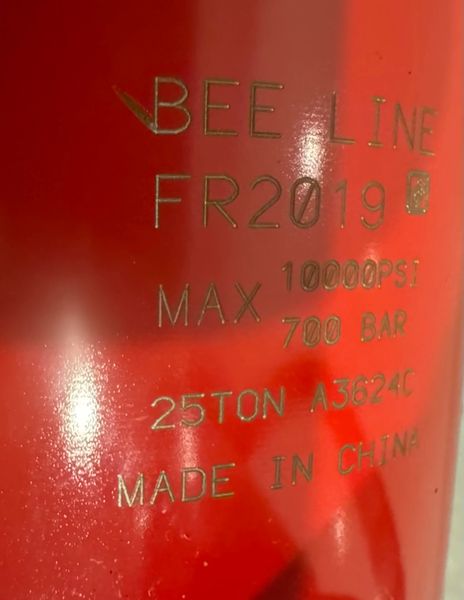 BEE LINE
FR2019
MAX 10000PSI
700 BAR
25TON A3624C
MADE IN CHINA